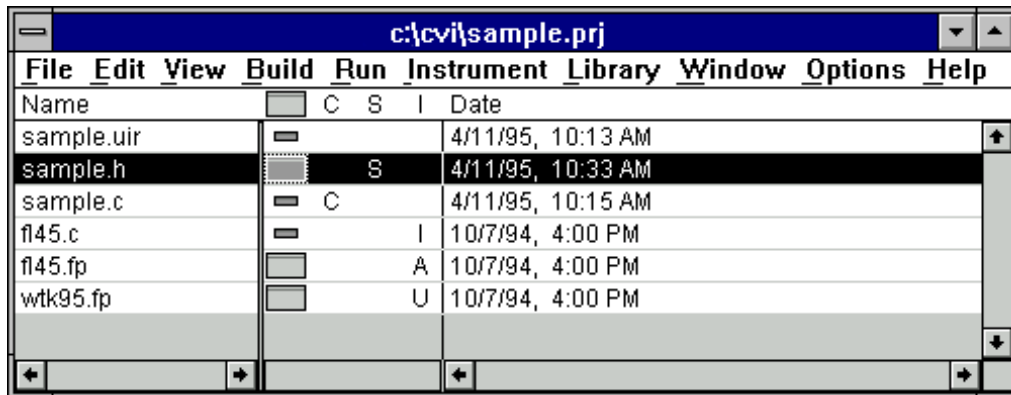 c:\cvi\sample.prj
File Edit View Build Run Instrument Library Window Options Help
Name C S I Date
sample.uir 4/11/95, 10:13 AM
sample.h S 4/11/95, 10:33 AM
sample.c C 4/11/95, 10:15 AM
fl45.c I 10/7/94, 4:00 PM
fl45.fp A 10/7/94, 4:00 PM
wtk95.fp U 10/7/94, 4:00 PM